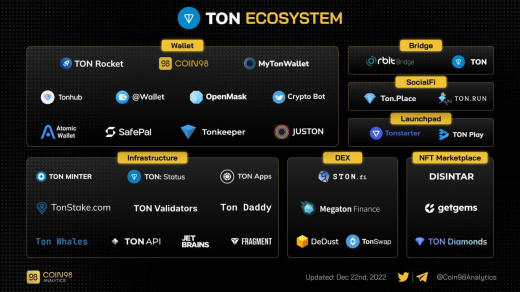 TON ECOSYSTEM
Wallet
TON Rocket
COIN98
MyTonWallet
Tonhub
@Wallet
OpenMask
Crypto Bot
Atomic
Wallet
SafePal
Tonkeeper
JUSTON
Bridge
rbit Bridge
TON
SocialFi
Ton.Place
TON.RUN
Launchpad
Tonstarter
TON Play
Infrastructure
TON MINTER
TON: Status
TON Apps
TonStake.com
TON Validators
Ton Daddy
Ton Whales
TON API
JET
BRAINS
FRAGMENT
DEX
STON.fi
Megaton Finance
DeDust
TonSwap
NFT Marketplace
DISINTAR
getgems
TON Diamonds
98
COIN98
ANALYTICS
Updated: Dec 22nd, 2022
@Coin98Analytics